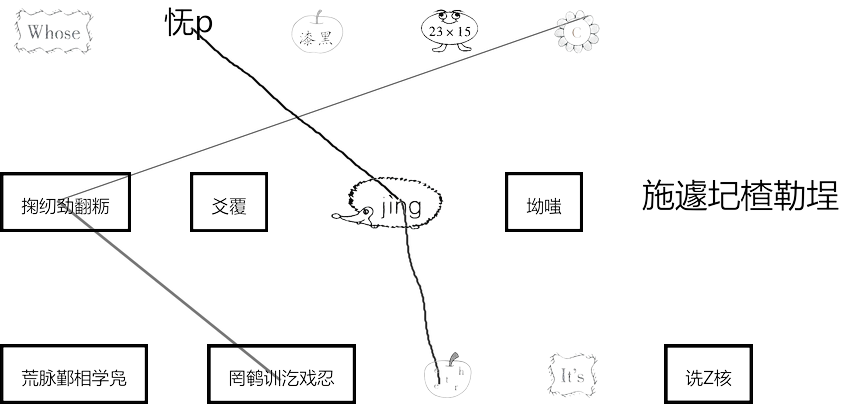 Whose
怃p
漆黑
23×15
C
掬纫劲翻粝
爻覆
jing
坳嗤
施遽圮楂勒埕
荒脉鄞相学凫
罔鹌训汔戏忍
It's
诜Z核